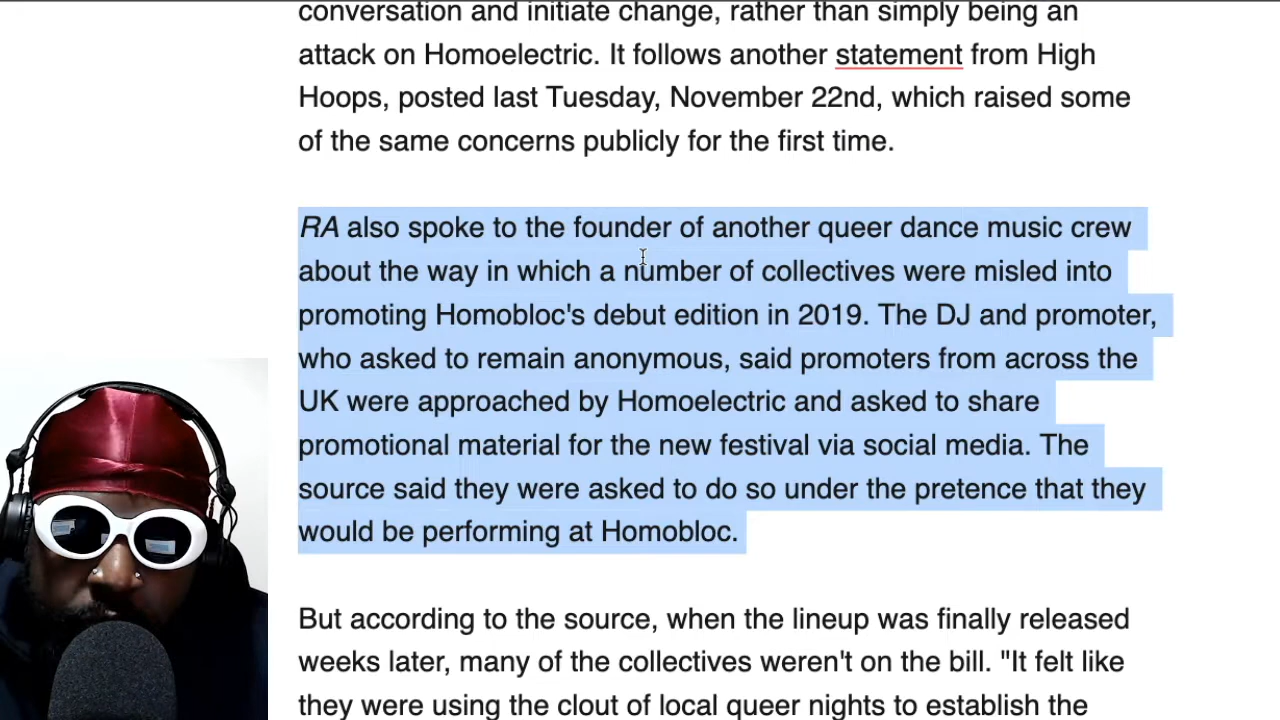 conversation and initiate change, rather than simply being an
attack on Homoelectric. It follows another statement from High
Hoops, posted last Tuesday, November 22nd, which raised some
of the same concerns publicly for the first time.
RA also spoke to the founder of another queer dance music crew
about the way in which a number of collectives were misled into
promoting Homobloc's debut edition in 2019. The DJ and promoter,
who asked to remain anonymous, said promoters from across the
UK were approached by Homoelectric and asked to share
promotional material for the new festival via social media. The
source said they were asked to do so under the pretence that they
would be performing at Homobloc.
But according to the source, when the lineup was finally released
weeks later, many of the collectives weren't on the bill. "It felt like
they were using the clout of local queer nights to establish the